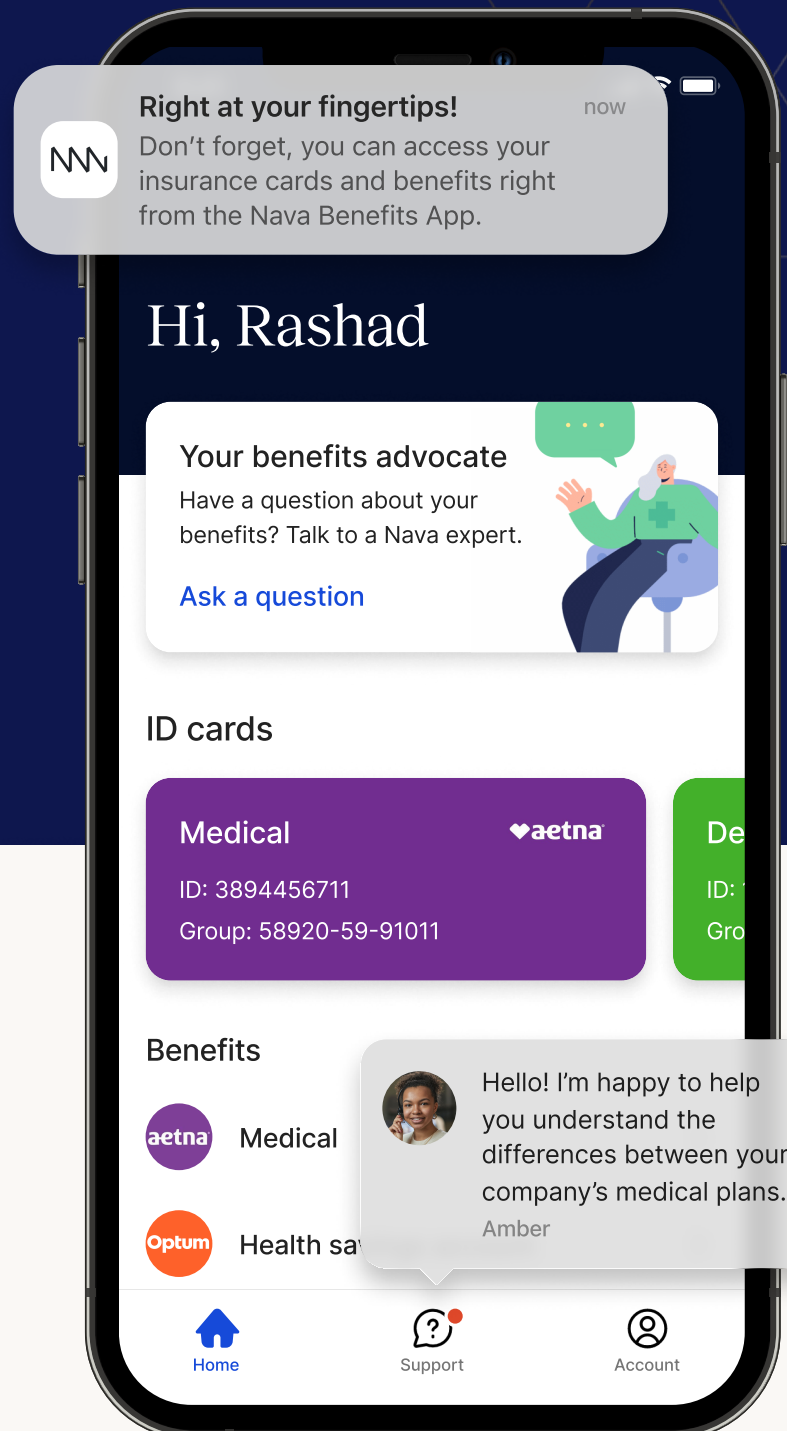 Right at your fingertips!
now
Don't forget, you can access your
insurance cards and benefits right
from the Nava Benefits App.
Hi, Rashad
Your benefits advocate
Have a question about your
benefits? Talk to a Nava expert.
Ask a question
ID cards
Medical
aetna
ID: 3894456711
Group: 58920-59-91011
De
ID:
Gro
Benefits
aetna
Medical
Optum
Health sa
Hello! I'm happy to help
you understand the
differences between your
company's medical plans.
Amber
Home
Support
Account